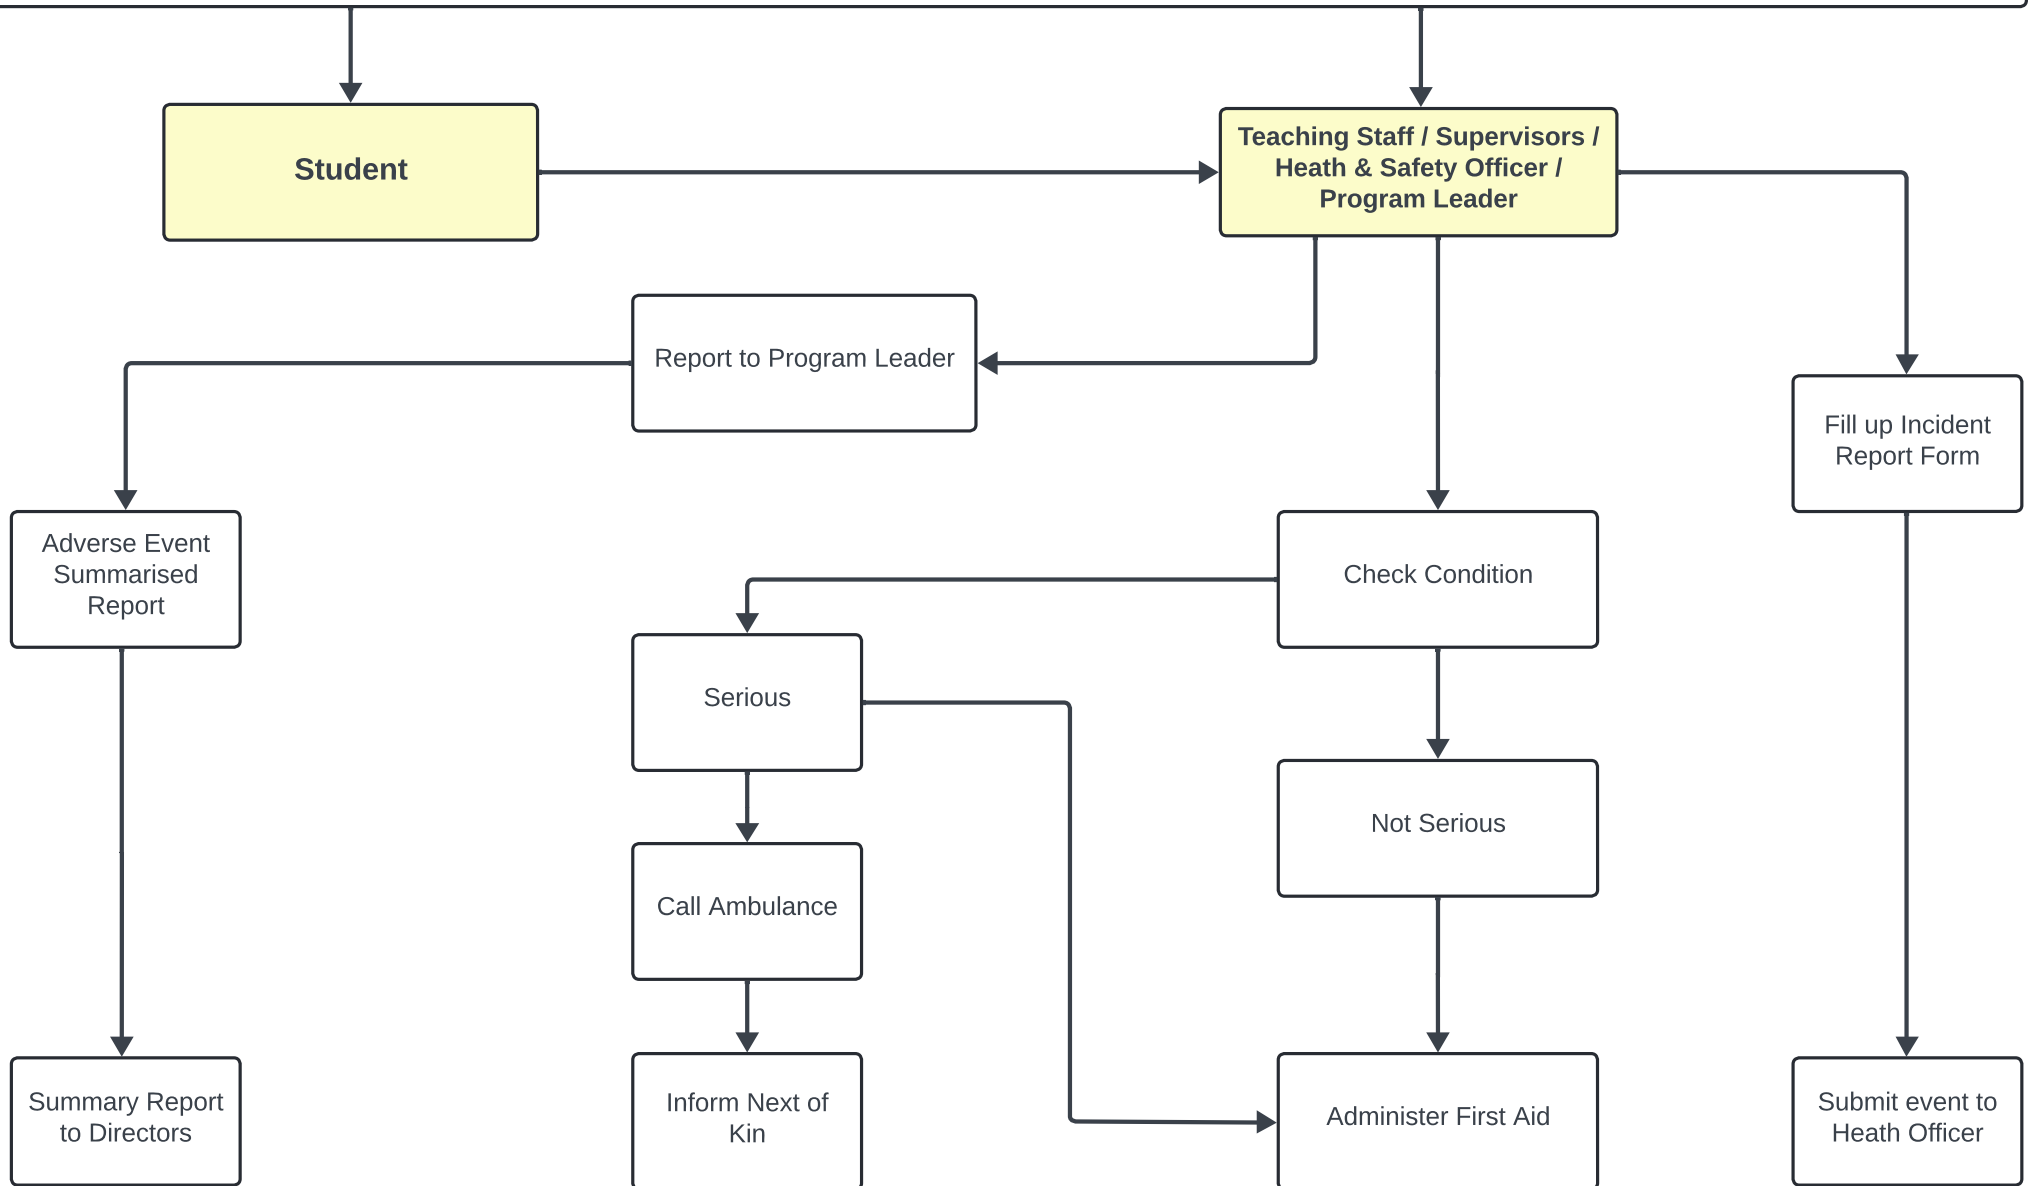 Student
Teaching Staff / Supervisors /
Heath & Safety Officer /
Program Leader
Report to Program Leader
Fill up Incident
Report Form
Adverse Event
Summarised
Report
Check Condition
Serious
Not Serious
Call Ambulance
Summary Report
to Directors
Inform Next of
Kin
Administer First Aid
Submit event to
Heath Officer